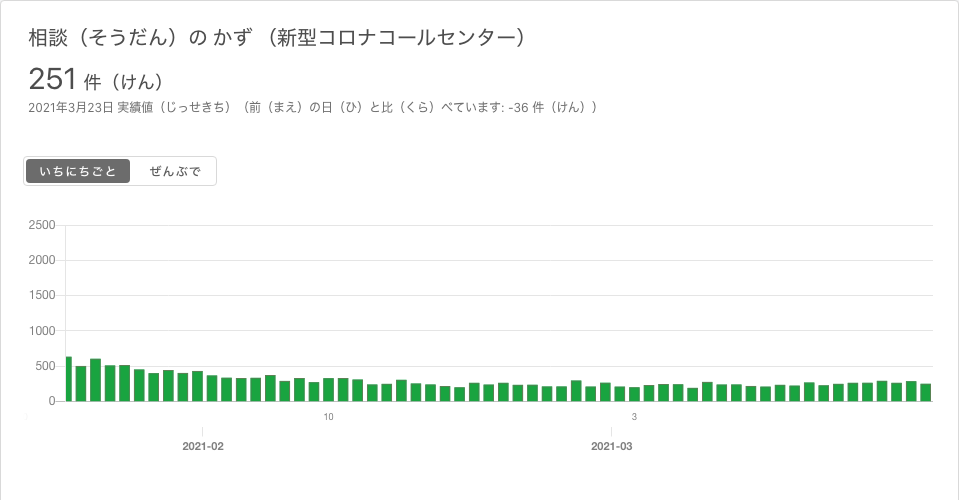 相談（そうだん）の かず （新型コロナコールセンター）
251 件（けん）
2021年3月23日 実績値（じっせきち）（前（まえ）の日（ひ）と比（くら）べています: -36 件（けん））
いちにちごと ぜんぶで
2500
2000
1500
1000
500
0
10 3
2021-02 2021-03